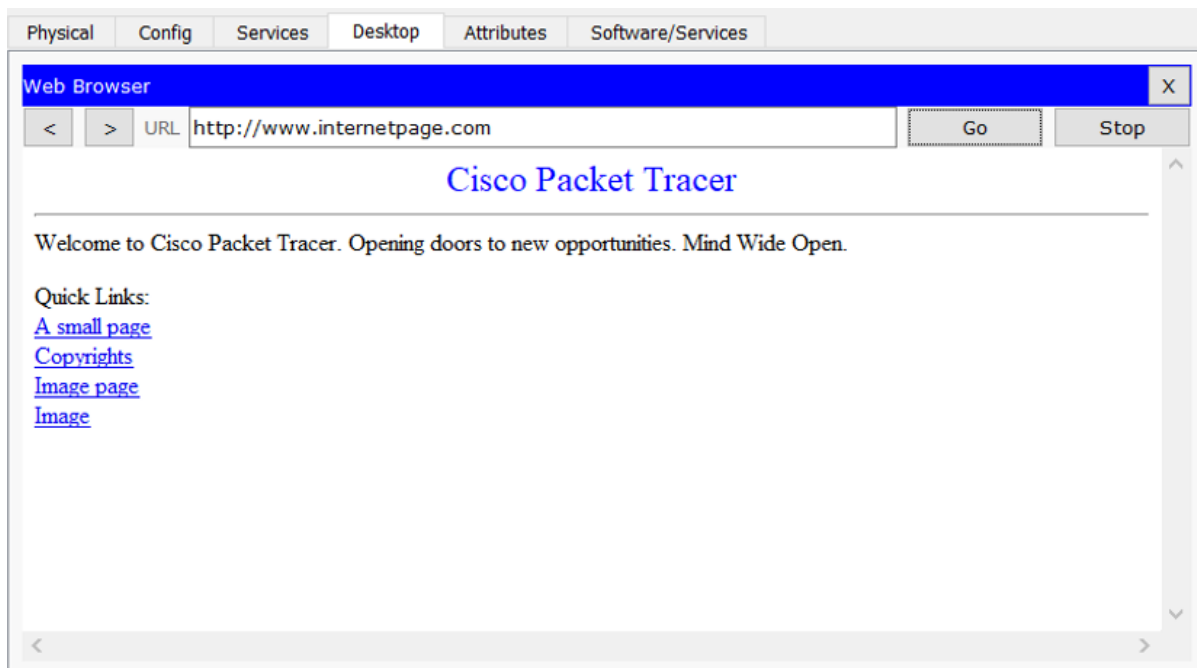 Physical Config Services Desktop Attributes Software/Services
Web Browser X
< > URL http://www.internetpage.com Go Stop
Cisco Packet Tracer
Welcome to Cisco Packet Tracer. Opening doors to new opportunities. Mind Wide Open.
Quick Links:
A small page
Copyrights
Image page
Image